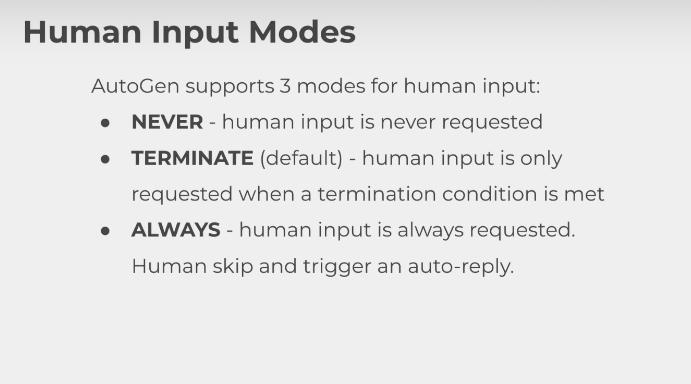 Human Input Modes
AutoGen supports 3 modes for human input:
● NEVER - human input is never requested
● TERMINATE (default) - human input is only
requested when a termination condition is met
● ALWAYS - human input is always requested.
Human skip and trigger an auto-reply.